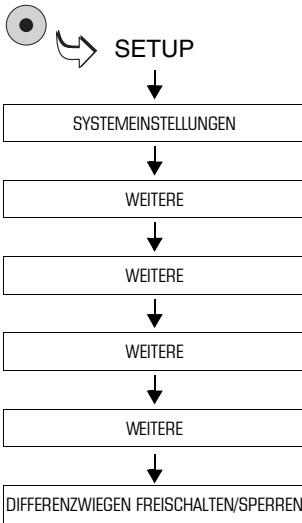 SETUP
SYSTEMEINSTELLUNGEN
WEITERE
WEITERE
WEITERE
WEITERE
DIFFERENZWIEGEN FREISCHALTEN/SPERREN